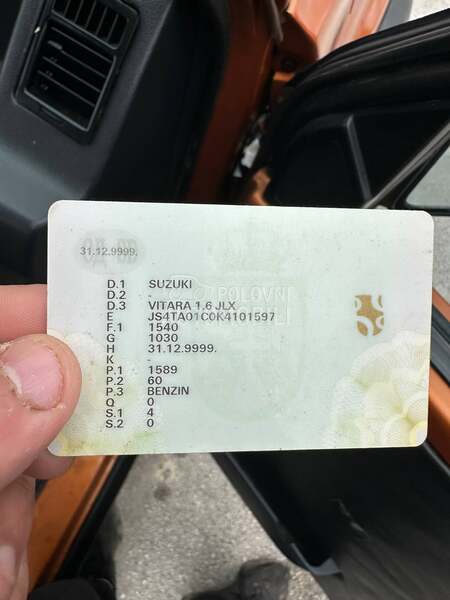 31.12.9999.
D.1 SUZUKI
D.2 -
D.3 VITARA 1,6 JLX
E JS4TA01C0K4101597
F.1 1540
G 1030
H 31.12.9999.
K -
P.1 1589
P.2 60
P.3 BENZIN
Q 0
S.1 4
S.2 0
POLOVNI